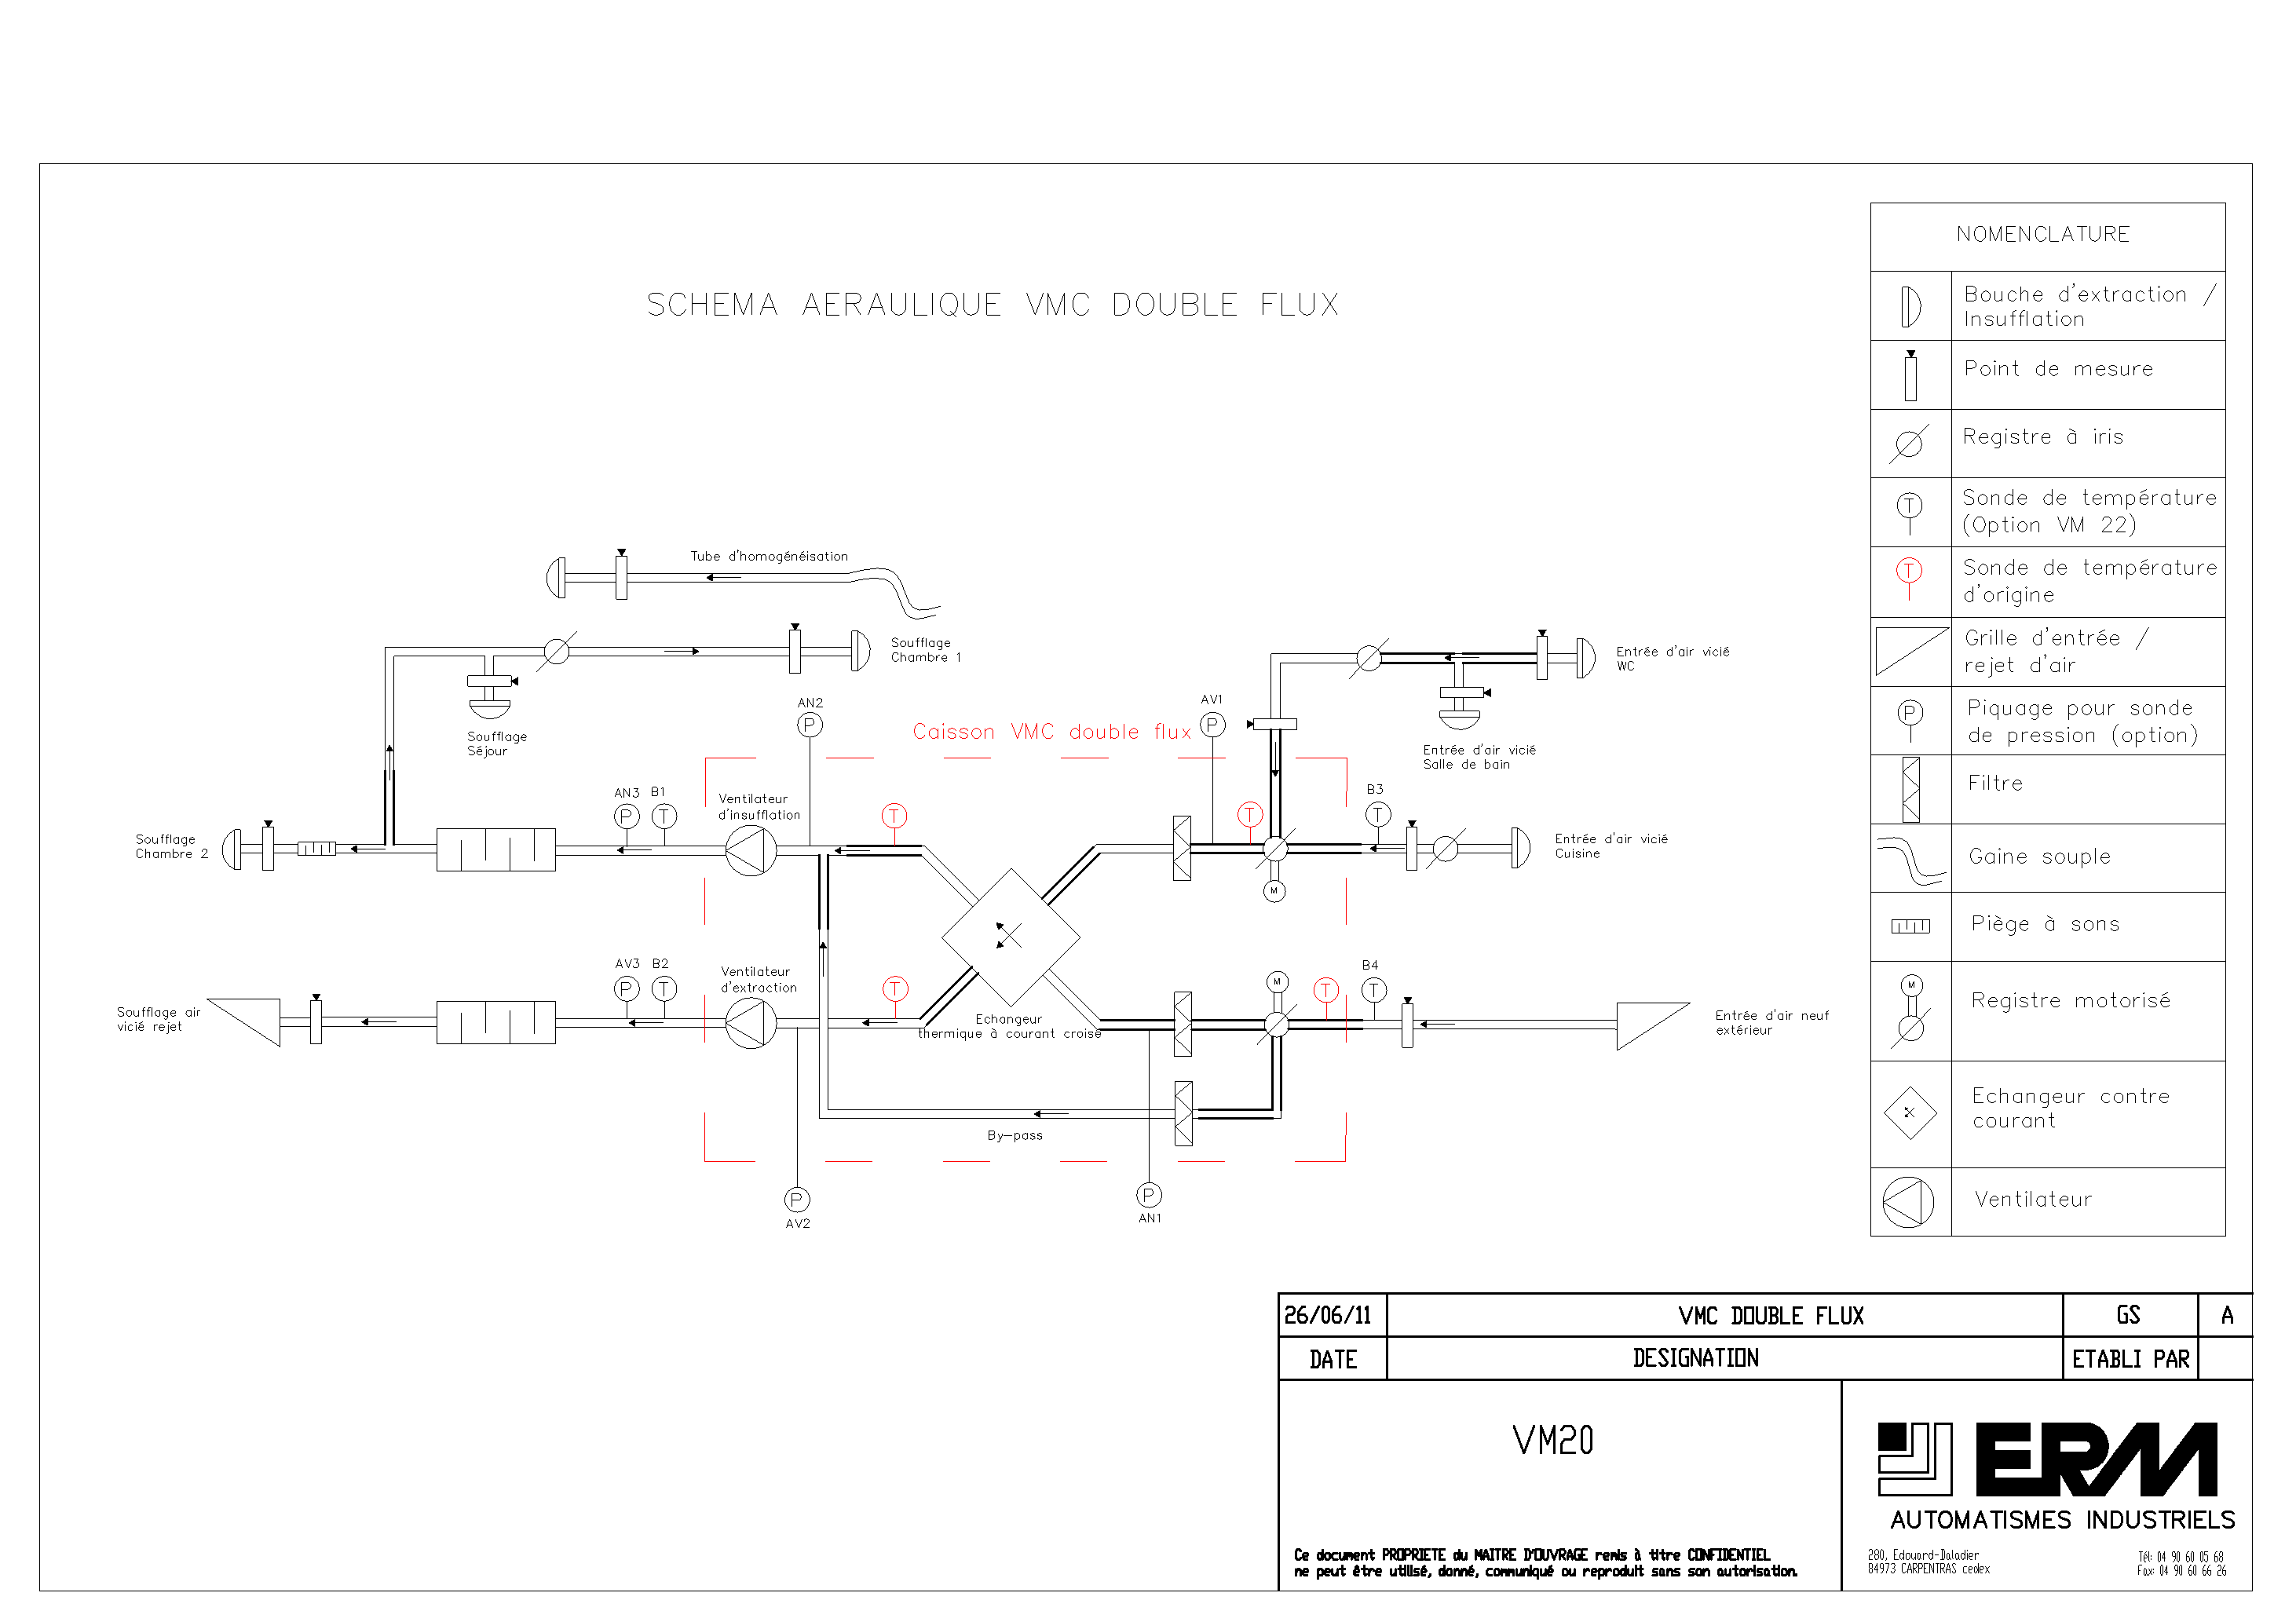 SCHEMA AERAULIQUE VMC DOUBLE FLUX
NOMENCLATURE
Bouche d'extraction /
Insufflation
Point de mesure
Registre à iris
T
Sonde de température
(Option VM 22)
T
Sonde de température
d'origine
Grille d'entrée /
rejet d'air
P
Piquage pour sonde
de pression (option)
Filtre
Gaine souple
Piège à sons
M
Registre motorisé
Echangeur contre
courant
Ventilateur
Tube d'homogénéisation
Soufflage
Chambre 1
Soufflage
Séjour
Entrée d'air vicié
WC
Entrée d'air vicié
Salle de bain
AN2
P
Caisson VMC double flux
AV1
P
AN3 B1
P T
Ventilateur
d'insufflation
T
T
B3
T
Soufflage
Chambre 2
Entrée d'air vicié
Cuisine
M
AV3 B2
P T
Ventilateur
d'extraction
T
M
T
B4
T
Soufflage air
vicié rejet
Echangeur
thermique à courant croisé
Entrée d'air neuf
extérieur
By-pass
P
AV2
P
AN1
26/06/11 VMC DOUBLE FLUX GS A
DATE DESIGNATION ETABLI PAR
VM20
Ce document PROPRIETE du MAITRE D'OUVRAGE remis à titre CONFIDENTIEL
ne peut être utilisé, donné, communiqué ou reproduit sans son autorisation.
ERM
AUTOMATISMES INDUSTRIELS
280, Edouard-Daladier
84973 CARPENTRAS cedex
Tél: 04 90 60 05 68
Fax: 04 90 60 66 26